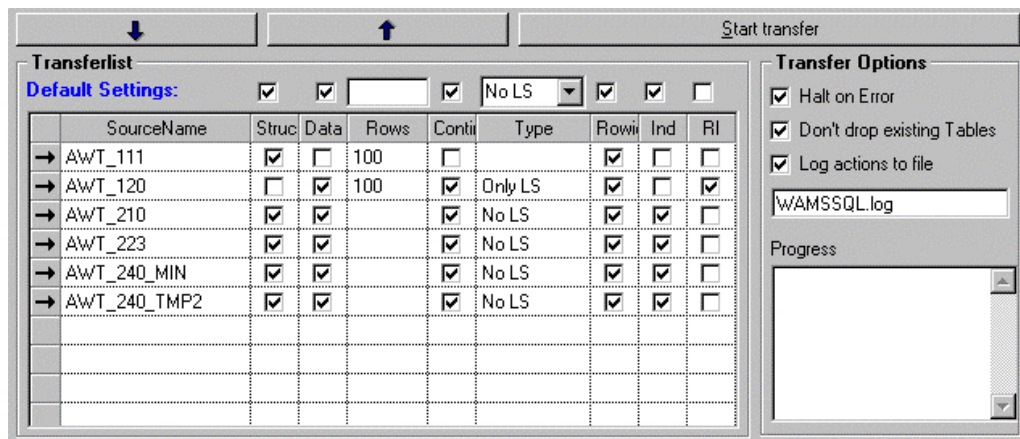 Start transfer
Transferlist
Default Settings: No LS
SourceName Struc Data Rows Contii Type Rowi Ind RI
AWT_111 100
AWT_120 100 Only LS
AWT_210 No LS
AWT_223 No LS
AWT_240_MIN No LS
AWT_240_TMP2 No LS
Transfer Options
Halt on Error
Don't drop existing Tables
Log actions to file
WAMSSQL.log
Progress